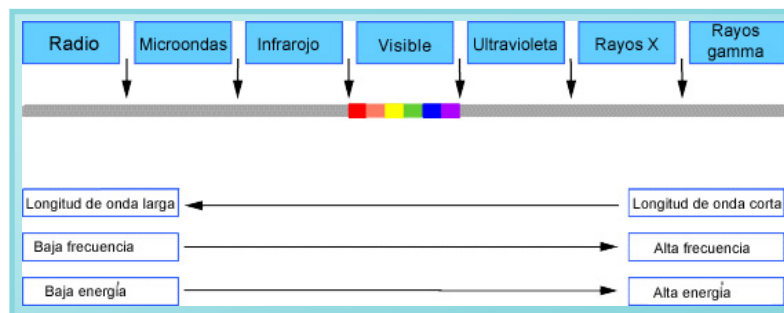 Radio
Microondas
Infrarojo
Visible
Ultravioleta
Rayos X
Rayos
gamma
Longitud de onda larga
Longitud de onda corta
Baja frecuencia
Alta frecuencia
Baja energía
Alta energía